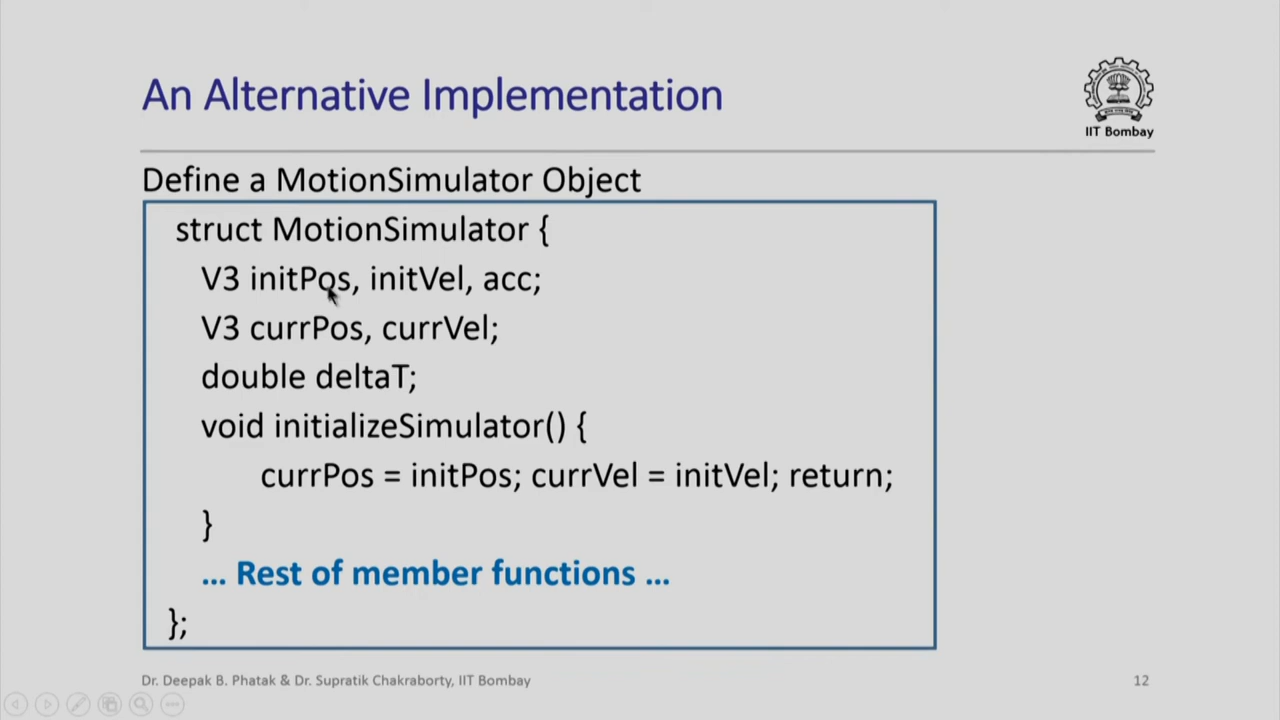 An Alternative Implementation
IIT Bombay
Define a MotionSimulator Object
struct MotionSimulator {
V3 initPos, initVel, acc;
V3 currPos, currVel;
double deltaT;
void initializeSimulator() {
currPos = initPos; currVel = initVel; return;
}
... Rest of member functions ...
};
Dr. Deepak B. Phatak & Dr. Supratik Chakraborty, IIT Bombay
12